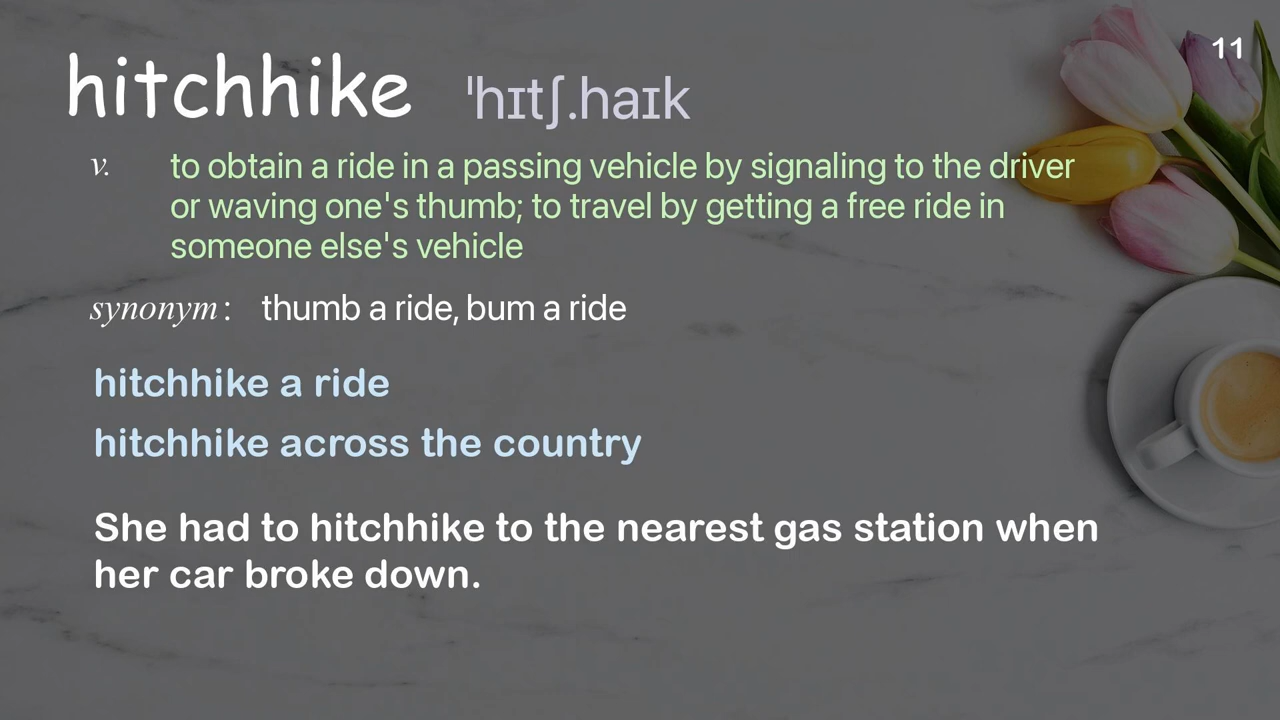 11
hitchhike ˈhɪtʃ.haɪk
v. to obtain a ride in a passing vehicle by signaling to the driver
or waving one's thumb; to travel by getting a free ride in
someone else's vehicle
synonym: thumb a ride, bum a ride
hitchhike a ride
hitchhike across the country
She had to hitchhike to the nearest gas station when
her car broke down.